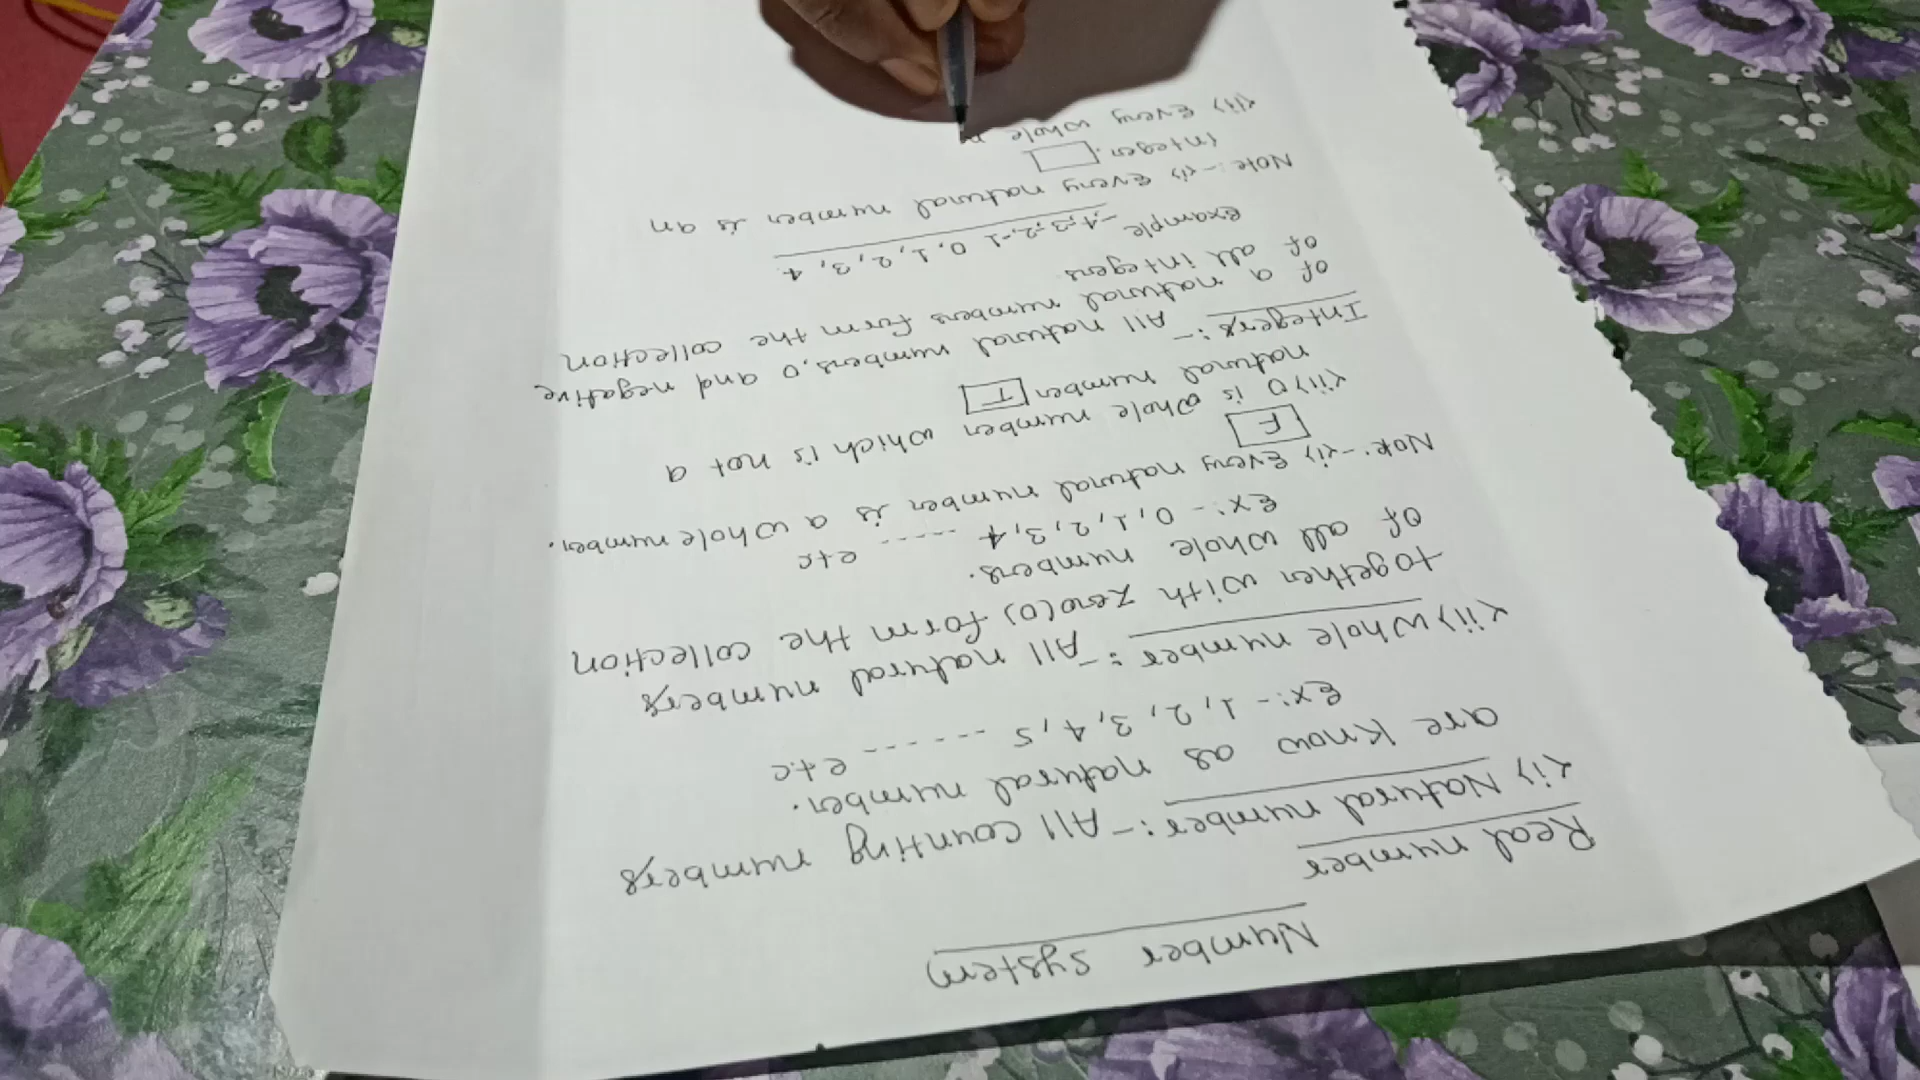 Number system
Real number
<i> Natural number:- All counting numbers
are know as natural number.
Ex:- 1, 2, 3, 4, 5 ------ etc
<ii> Whole number:- All natural numbers
together with zero(0) form the collection
of all whole numbers.
Ex:- 0, 1, 2, 3, 4 ----- etc
Note:- <i> Every natural number is a whole number.
F
<ii> 0 is whole number which is not a
natural number T
Integers:- All natural numbers, 0 and negative
of a natural numbers form the collection
of all integers
Example -4,-3,-2,-1 0, 1, 2, 3, 4.
Note:- <i> Every natural number is an
integer.
<ii> Every whole n